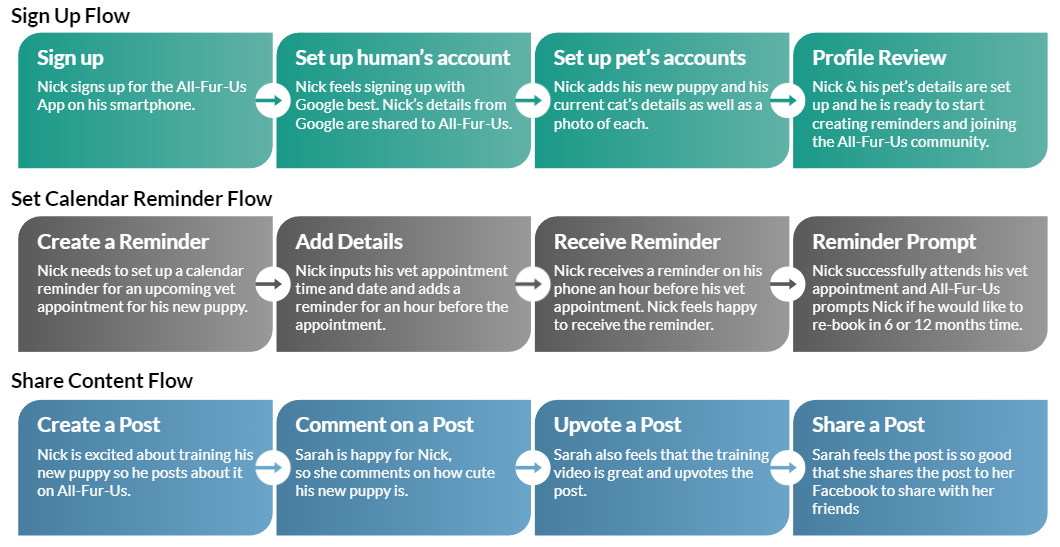 Sign Up Flow
Sign up
Nick signs up for the All-Fur-Us
App on his smartphone.
Set up human's account
Nick feels signing up with
Google best. Nick's details from
Google are shared to All-Fur-Us.
Set up pet's accounts
Nick adds his new puppy and his
current cat's details as well as a
photo of each.
Profile Review
Nick & his pet's details are set
up and he is ready to start
creating reminders and joining
the All-Fur-Us community.
Set Calendar Reminder Flow
Create a Reminder
Nick needs to set up a calendar
reminder for an upcoming vet
appointment for his new puppy.
Add Details
Nick inputs his vet appointment
time and date and adds a
reminder for an hour before the
appointment.
Receive Reminder
Nick receives a reminder on his
phone an hour before his vet
appointment. Nick feels happy
to receive the reminder.
Reminder Prompt
Nick successfully attends his vet
appointment and All-Fur-Us
prompts Nick if he would like to
re-book in 6 or 12 months time.
Share Content Flow
Create a Post
Nick is excited about training his
new puppy so he posts about it
on All-Fur-Us.
Comment on a Post
Sarah is happy for Nick,
so she comments on how cute
his new puppy is.
Upvote a Post
Sarah also feels that the training
video is great and upvotes the
post.
Share a Post
Sarah feels the post is so good
that she shares the post to her
Facebook to share with her
friends